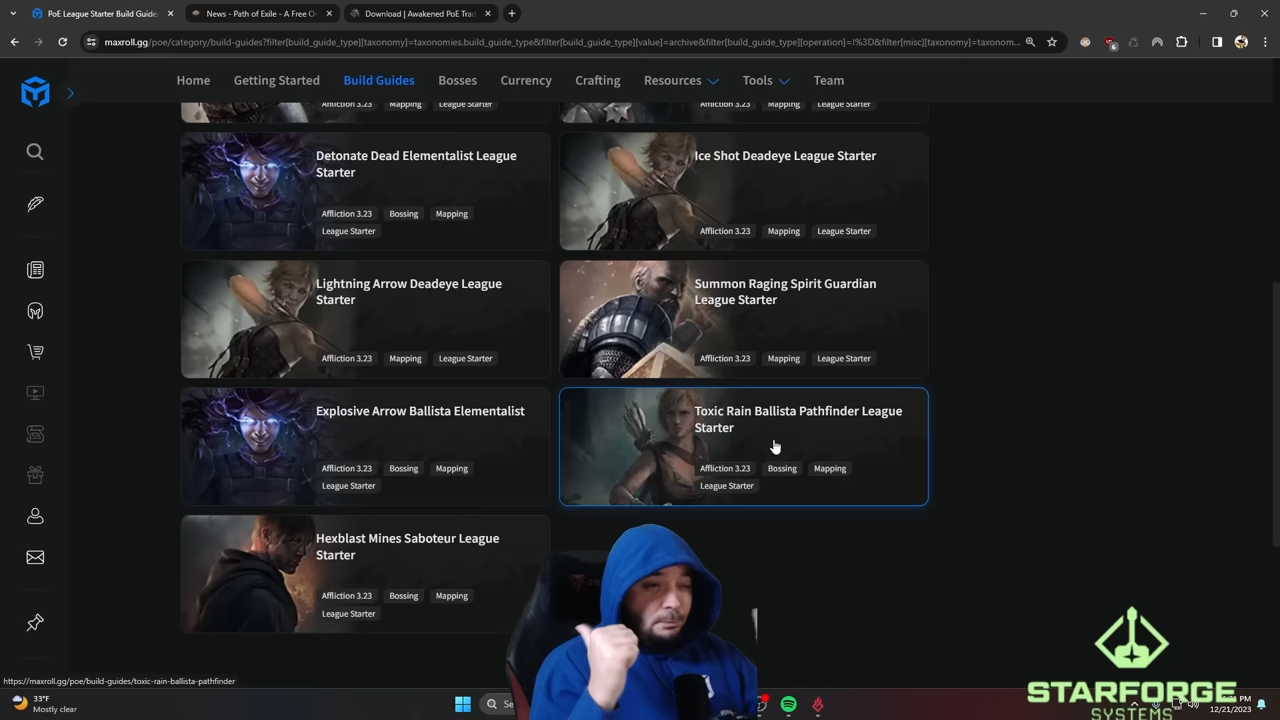 PoE League Starter Build Guide
News - Path of Exile - A Free O
Download | Awakened PoE Trad
maxroll.gg/poe/category/build-guides?filter[build_guide_type][taxonomy]=taxonomies.build_guide_type&filter[build_guide_type][value]=archive&filter[build_guide_type][operation]=!%3D&filter[misc][taxonomy]=taxonom...
Home
Getting Started
Build Guides
Bosses
Currency
Crafting
Resources
Tools
Team
Affliction 3.23
Mapping
League Starter
Affliction 3.23
Mapping
League Starter
Detonate Dead Elementalist League
Starter
Affliction 3.23
Bossing
Mapping
League Starter
Ice Shot Deadeye League Starter
Affliction 3.23
Mapping
League Starter
Lightning Arrow Deadeye League
Starter
Affliction 3.23
Mapping
League Starter
Summon Raging Spirit Guardian
League Starter
Affliction 3.23
Mapping
League Starter
Explosive Arrow Ballista Elementalist
Affliction 3.23
Bossing
Mapping
League Starter
Toxic Rain Ballista Pathfinder League
Starter
Affliction 3.23
Bossing
Mapping
League Starter
Hexblast Mines Saboteur League
Starter
Affliction 3.23
Bossing
Mapping
League Starter
https://maxroll.gg/poe/build-guides/toxic-rain-ballista-pathfinder
33°F
Mostly clear
Se
STARFORGE
SYSTEMS
PM
12/21/2023